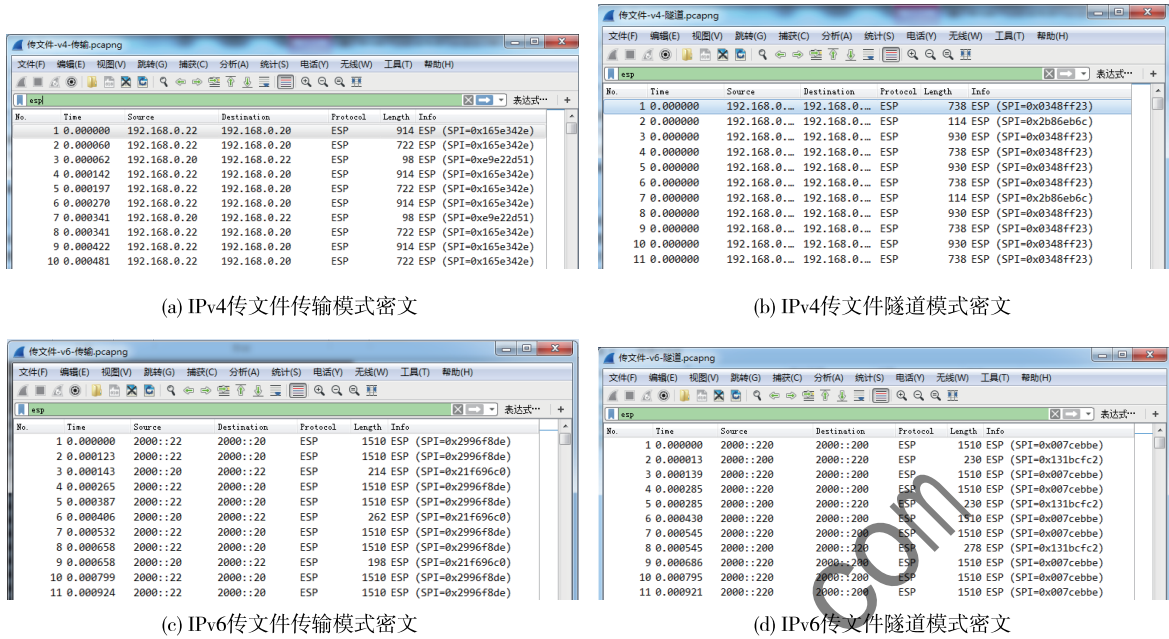 传文件-v4-传输.pcapng
文件(F) 编辑(E) 视图(V) 跳转(G) 捕获(C) 分析(A) 统计(S) 电话(Y) 无线(W) 工具(T) 帮助(H)
esp 表达式… +
No. Time Source Destination Protocol Length Info
1 0.000000 192.168.0.22 192.168.0.20 ESP 914 ESP (SPI=0x165e342e)
2 0.000060 192.168.0.22 192.168.0.20 ESP 722 ESP (SPI=0x165e342e)
3 0.000062 192.168.0.20 192.168.0.22 ESP 98 ESP (SPI=0xe9e22d51)
4 0.000142 192.168.0.22 192.168.0.20 ESP 914 ESP (SPI=0x165e342e)
5 0.000197 192.168.0.22 192.168.0.20 ESP 722 ESP (SPI=0x165e342e)
6 0.000270 192.168.0.22 192.168.0.20 ESP 914 ESP (SPI=0x165e342e)
7 0.000341 192.168.0.20 192.168.0.22 ESP 98 ESP (SPI=0xe9e22d51)
8 0.000341 192.168.0.22 192.168.0.20 ESP 722 ESP (SPI=0x165e342e)
9 0.000422 192.168.0.22 192.168.0.20 ESP 914 ESP (SPI=0x165e342e)
10 0.000481 192.168.0.22 192.168.0.20 ESP 722 ESP (SPI=0x165e342e)
(a) IPv4传文件传输模式密文
传文件-v4-隧道.pcapng
文件(F) 编辑(E) 视图(V) 跳转(G) 捕获(C) 分析(A) 统计(S) 电话(Y) 无线(W) 工具(T) 帮助(H)
esp 表达式… +
No. Time Source Destination Protocol Length Info
1 0.000000 192.168.0.… 192.168.0.… ESP 738 ESP (SPI=0x0348ff23)
2 0.000000 192.168.0.… 192.168.0.… ESP 114 ESP (SPI=0x2b86eb6c)
3 0.000000 192.168.0.… 192.168.0.… ESP 930 ESP (SPI=0x0348ff23)
4 0.000000 192.168.0.… 192.168.0.… ESP 738 ESP (SPI=0x0348ff23)
5 0.000000 192.168.0.… 192.168.0.… ESP 930 ESP (SPI=0x0348ff23)
6 0.000000 192.168.0.… 192.168.0.… ESP 738 ESP (SPI=0x0348ff23)
7 0.000000 192.168.0.… 192.168.0.… ESP 114 ESP (SPI=0x2b86eb6c)
8 0.000000 192.168.0.… 192.168.0.… ESP 930 ESP (SPI=0x0348ff23)
9 0.000000 192.168.0.… 192.168.0.… ESP 738 ESP (SPI=0x0348ff23)
10 0.000000 192.168.0.… 192.168.0.… ESP 930 ESP (SPI=0x0348ff23)
11 0.000000 192.168.0.… 192.168.0.… ESP 738 ESP (SPI=0x0348ff23)
(b) IPv4传文件隧道模式密文
传文件-v6-传输.pcapng
文件(F) 编辑(E) 视图(V) 跳转(G) 捕获(C) 分析(A) 统计(S) 电话(Y) 无线(W) 工具(T) 帮助(H)
esp 表达式… +
No. Time Source Destination Protocol Length Info
1 0.000000 2000::22 2000::20 ESP 1510 ESP (SPI=0x2996f8de)
2 0.000123 2000::22 2000::20 ESP 1510 ESP (SPI=0x2996f8de)
3 0.000143 2000::20 2000::22 ESP 214 ESP (SPI=0x21f696c0)
4 0.000265 2000::22 2000::20 ESP 1510 ESP (SPI=0x2996f8de)
5 0.000387 2000::22 2000::20 ESP 1510 ESP (SPI=0x2996f8de)
6 0.000406 2000::20 2000::22 ESP 262 ESP (SPI=0x21f696c0)
7 0.000532 2000::22 2000::20 ESP 1510 ESP (SPI=0x2996f8de)
8 0.000658 2000::22 2000::20 ESP 1510 ESP (SPI=0x2996f8de)
9 0.000658 2000::20 2000::22 ESP 198 ESP (SPI=0x21f696c0)
10 0.000799 2000::22 2000::20 ESP 1510 ESP (SPI=0x2996f8de)
11 0.000924 2000::22 2000::20 ESP 1510 ESP (SPI=0x2996f8de)
(c) IPv6传文件传输模式密文
传文件-v6-隧道.pcapng
文件(F) 编辑(E) 视图(V) 跳转(G) 捕获(C) 分析(A) 统计(S) 电话(Y) 无线(W) 工具(T) 帮助(H)
esp 表达式… +
No. Time Source Destination Protocol Length Info
1 0.000000 2000::220 2000::200 ESP 1510 ESP (SPI=0x007cebbe)
2 0.000013 2000::200 2000::220 ESP 230 ESP (SPI=0x131bcfc2)
3 0.000139 2000::220 2000::200 ESP 1510 ESP (SPI=0x007cebbe)
4 0.000285 2000::220 2000::200 ESP 1510 ESP (SPI=0x007cebbe)
5 0.000285 2000::200 2000::220 ESP 230 ESP (SPI=0x131bcfc2)
6 0.000430 2000::220 2000::200 ESP 1510 ESP (SPI=0x007cebbe)
7 0.000545 2000::220 2000::200 ESP 1510 ESP (SPI=0x007cebbe)
8 0.000545 2000::200 2000::220 ESP 278 ESP (SPI=0x131bcfc2)
9 0.000686 2000::220 2000::200 ESP 1510 ESP (SPI=0x007cebbe)
10 0.000795 2000::220 2000::200 ESP 1510 ESP (SPI=0x007cebbe)
11 0.000921 2000::220 2000::200 ESP 1510 ESP (SPI=0x007cebbe)
(d) IPv6传文件隧道模式密文
com